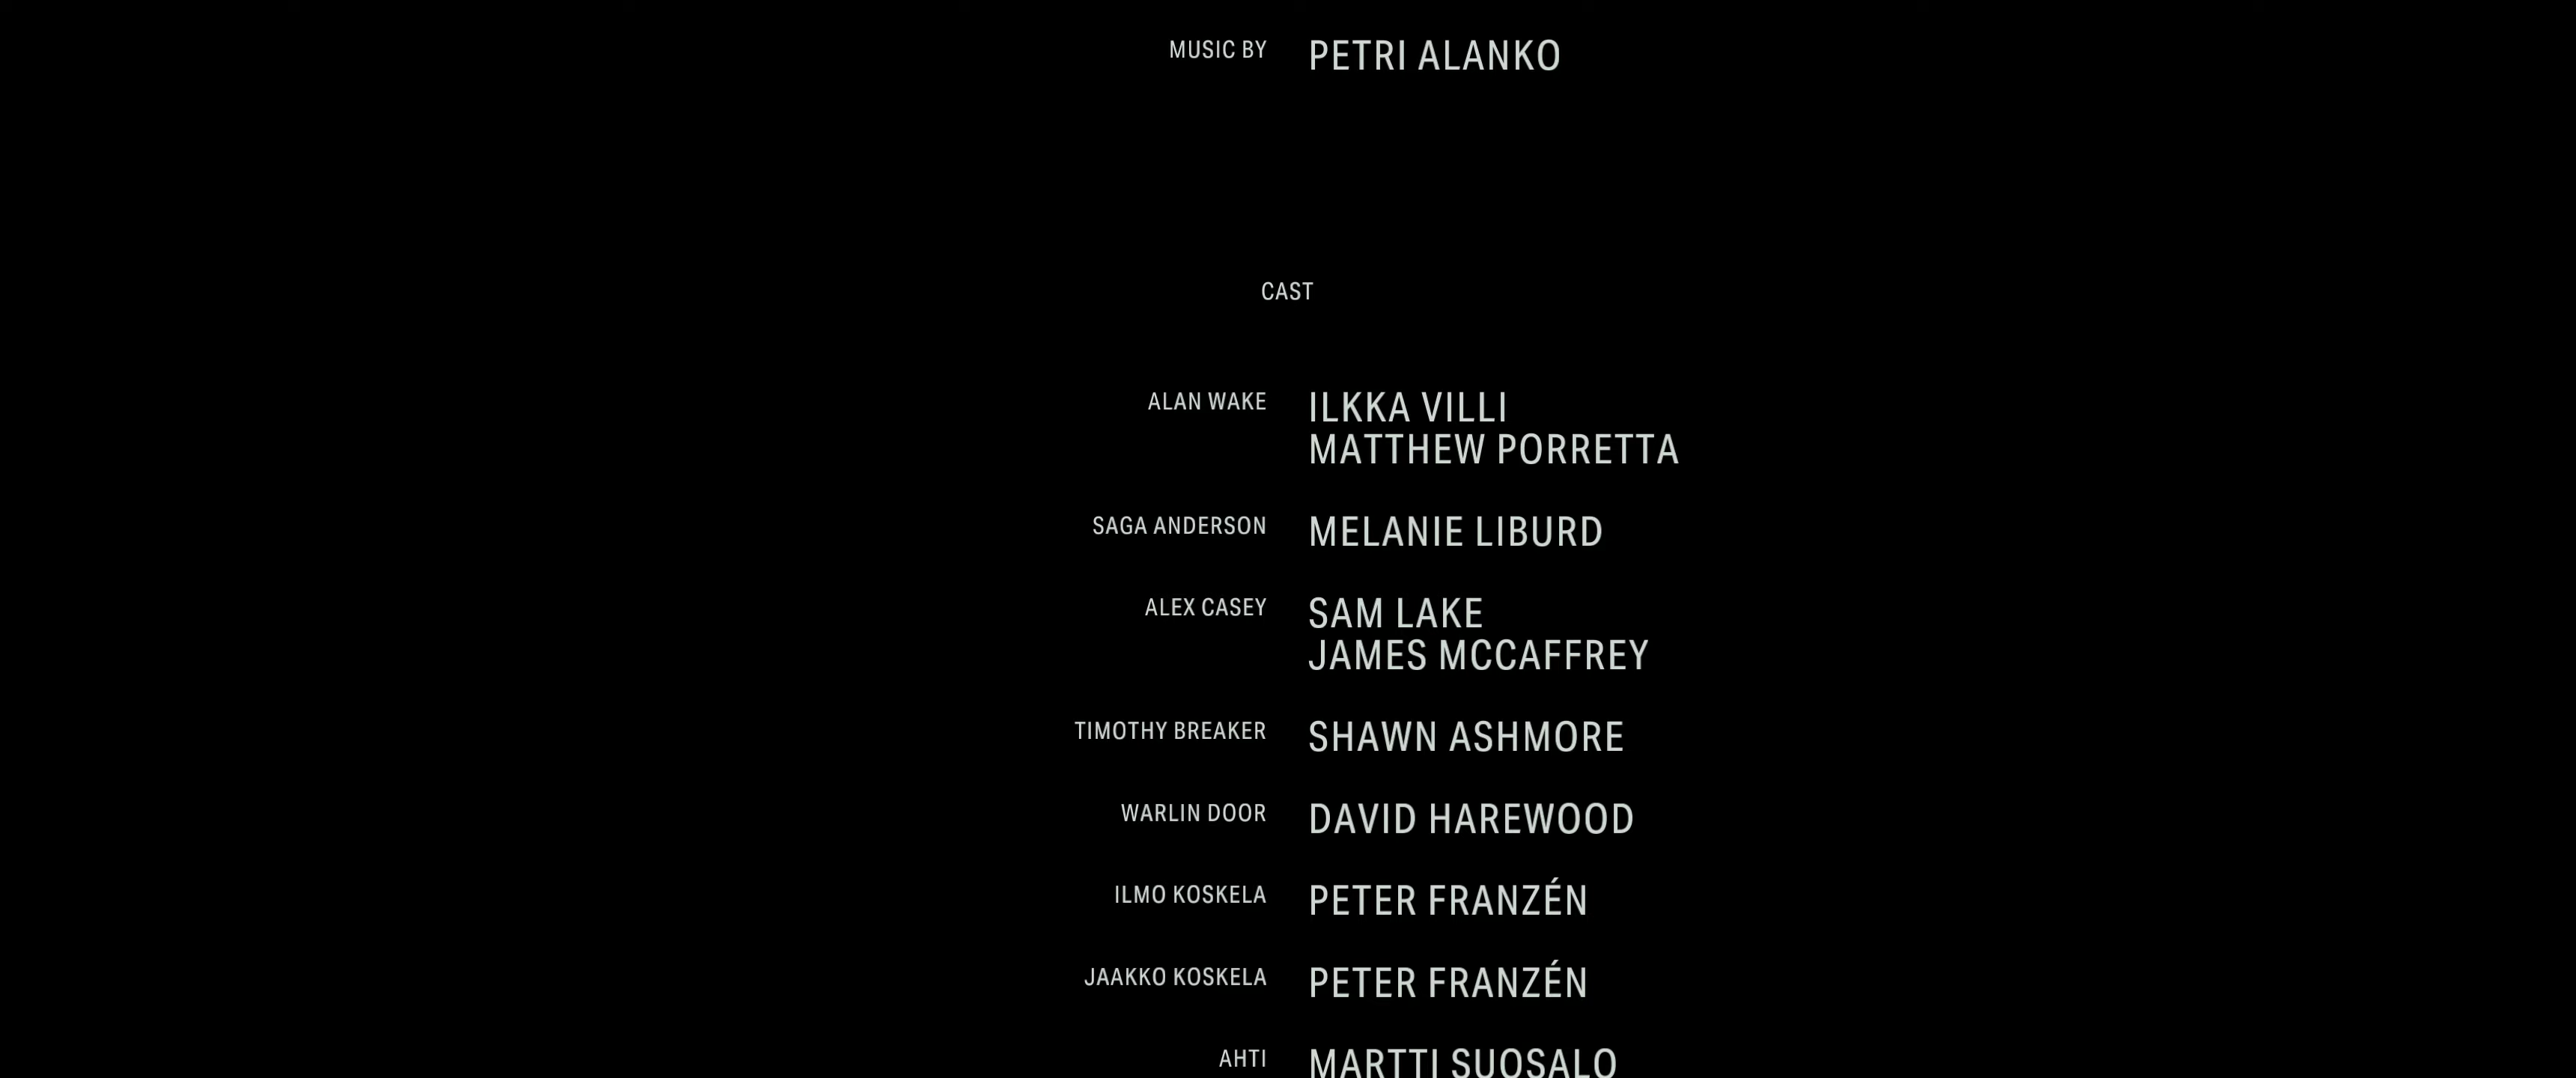 MUSIC BY PETRI ALANKO
CAST
ALAN WAKE ILKKA VILLI
MATTHEW PORRETTA
SAGA ANDERSON MELANIE LIBURD
ALEX CASEY SAM LAKE
JAMES MCCAFFREY
TIMOTHY BREAKER SHAWN ASHMORE
WARLIN DOOR DAVID HAREWOOD
ILMO KOSKELA PETER FRANZÉN
JAAKKO KOSKELA PETER FRANZÉN
AHTI MARTTI SUOSALO